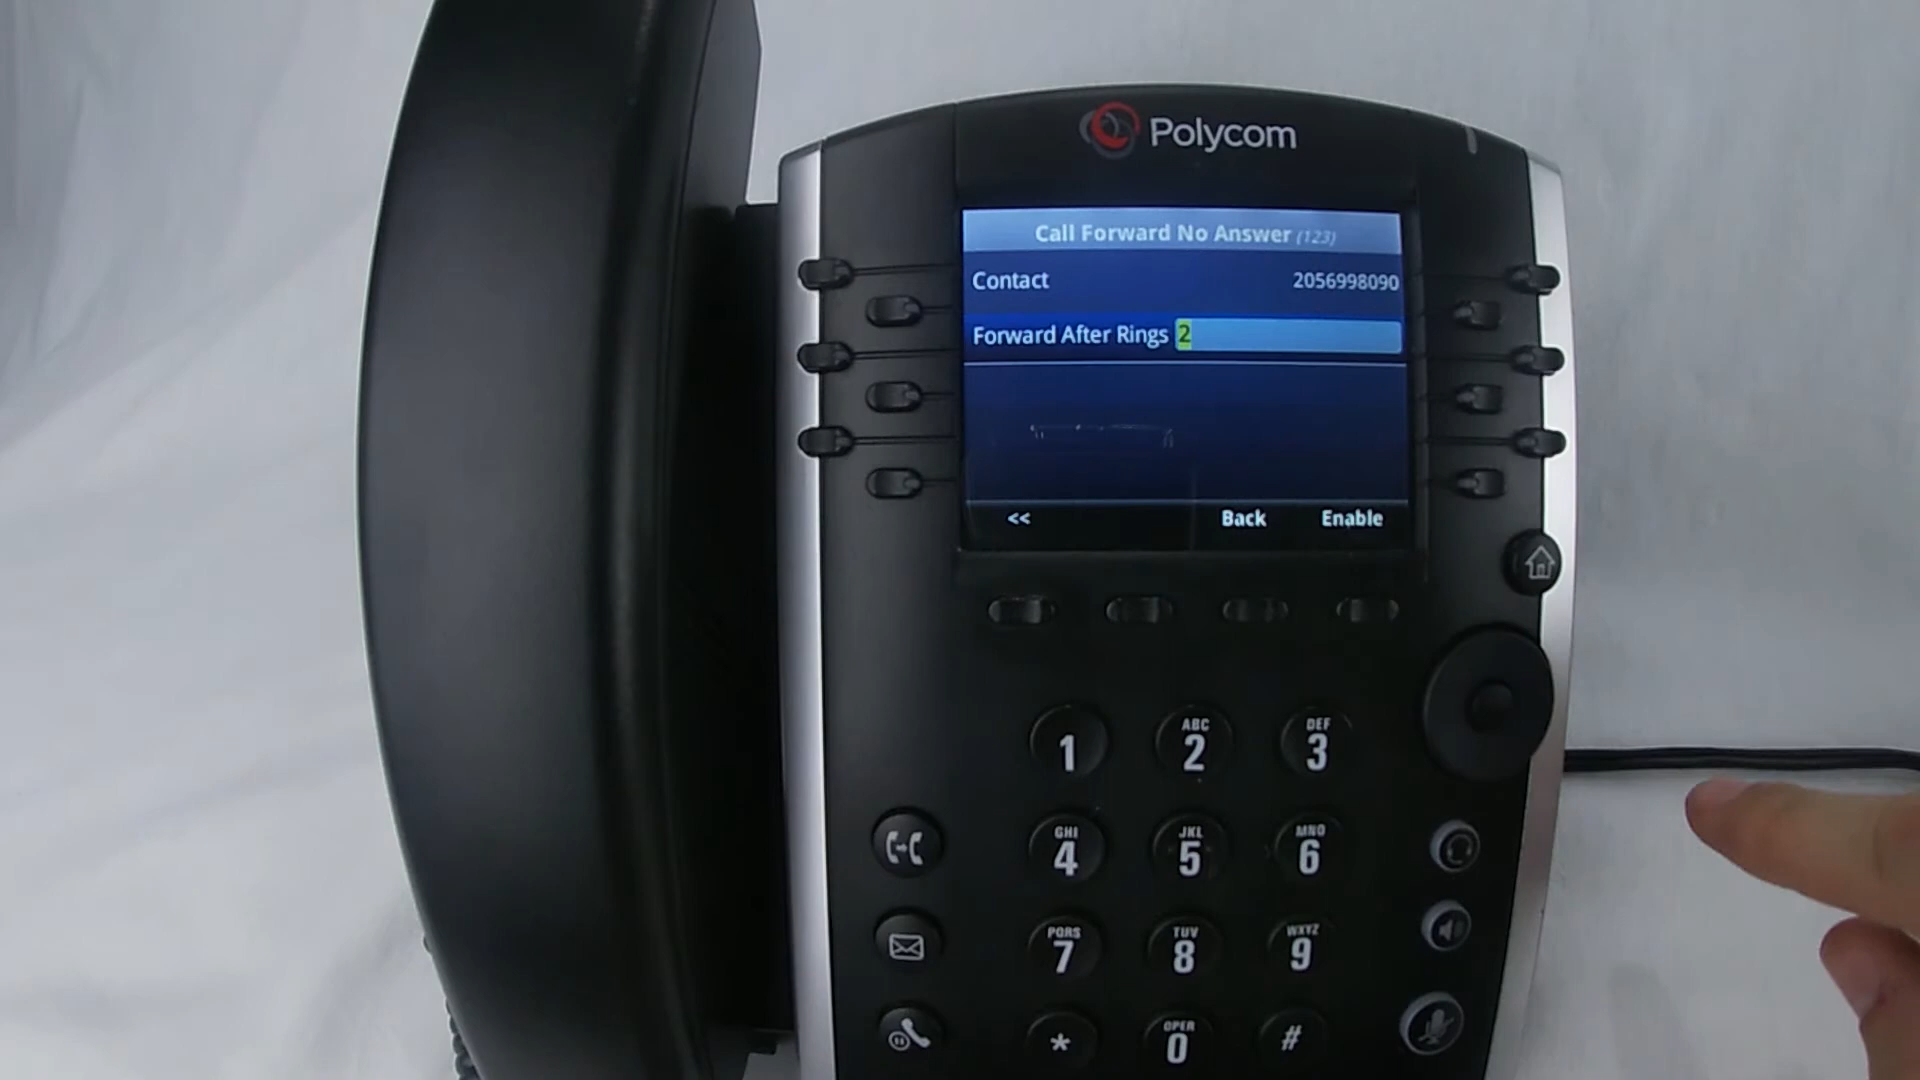 Polycom
Call Forward No Answer (123)
Contact 2056998090
Forward After Rings 2
<< Back Enable
1
ABC
2
DEF
3
GHI
4
JKL
5
MNO
6
PQRS
7
TUV
8
WXYZ
9
*
OPER
0
#